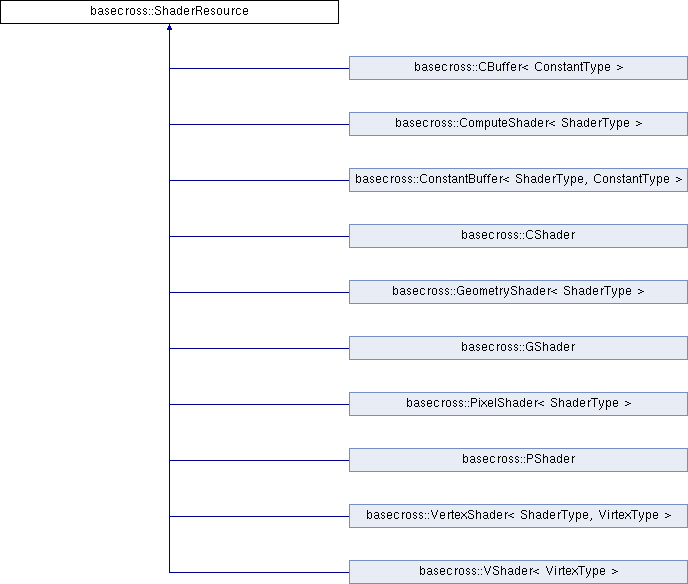 basecross::ShaderResource
basecross::CBuffer< ConstantType >
basecross::ComputeShader< ShaderType >
basecross::ConstantBuffer< ShaderType, ConstantType >
basecross::CShader
basecross::GeometryShader< ShaderType >
basecross::GShader
basecross::PixelShader< ShaderType >
basecross::PShader
basecross::VertexShader< ShaderType, VirtexType >
basecross::VShader< VirtexType >